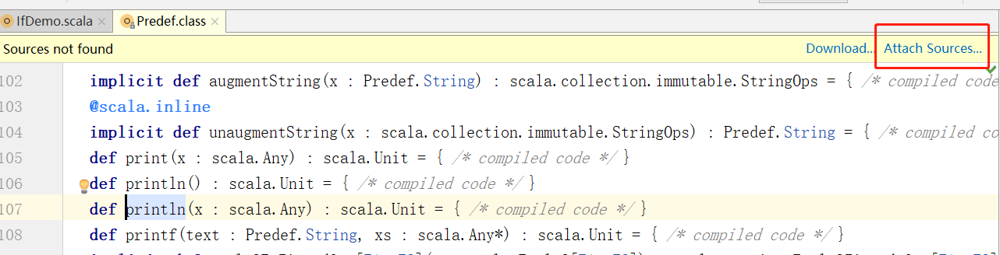 IfDemo.scala × Predef.class ×
Sources not found Download... Attach Sources...
102 implicit def augmentString(x : Predef.String) : scala.collection.immutable.StringOps = { /* compiled code
103 @scala.inline
104 implicit def unaugmentString(x : scala.collection.immutable.StringOps) : Predef.String = { /* compiled co
105 def print(x : scala.Any) : scala.Unit = { /* compiled code */ }
106 def println() : scala.Unit = { /* compiled code */ }
107 def println(x : scala.Any) : scala.Unit = { /* compiled code */ }
108 def printf(text : Predef.String, xs : scala.Any*) : scala.Unit = { /* compiled code */ }